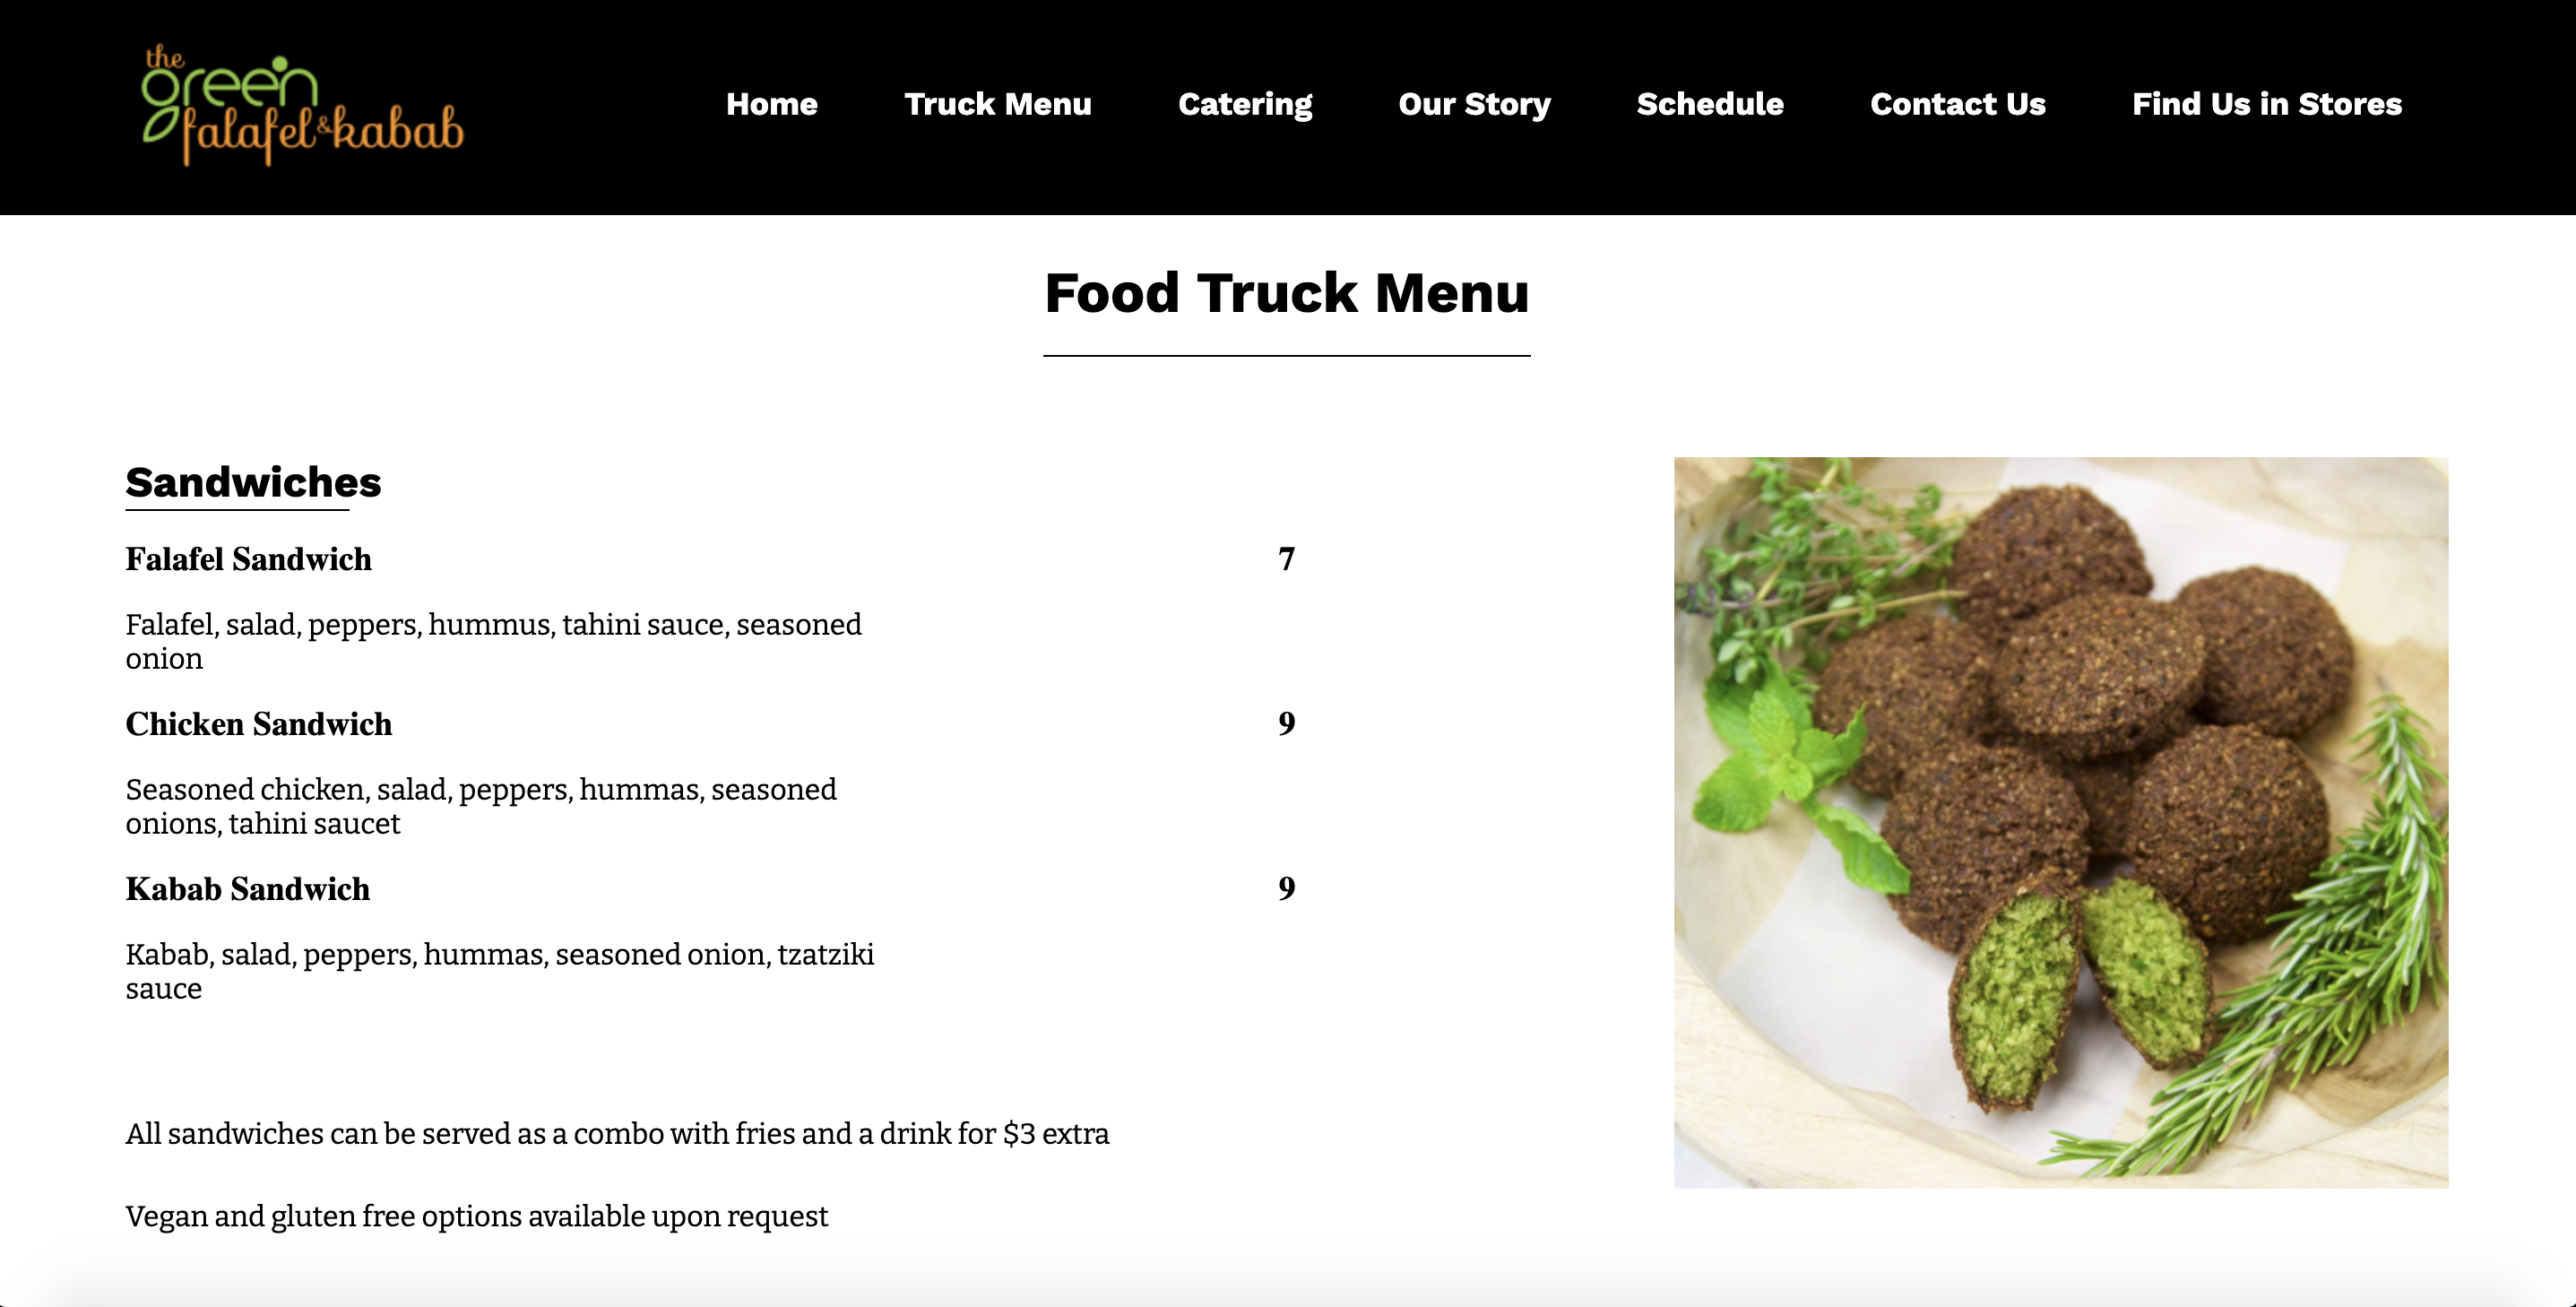 the
green
falafel&kabab
Home
Truck Menu
Catering
Our Story
Schedule
Contact Us
Find Us in Stores
Food Truck Menu
Sandwiches
Falafel Sandwich 7
Falafel, salad, peppers, hummus, tahini sauce, seasoned
onion
Chicken Sandwich 9
Seasoned chicken, salad, peppers, hummas, seasoned
onions, tahini saucet
Kabab Sandwich 9
Kabab, salad, peppers, hummas, seasoned onion, tzatziki
sauce
All sandwiches can be served as a combo with fries and a drink for $3 extra
Vegan and gluten free options available upon request